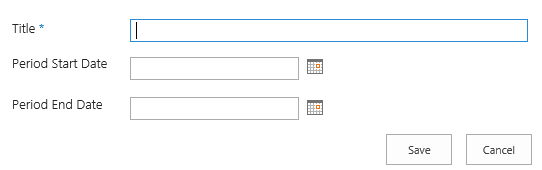 Title *
Period Start Date
Period End Date
Save Cancel